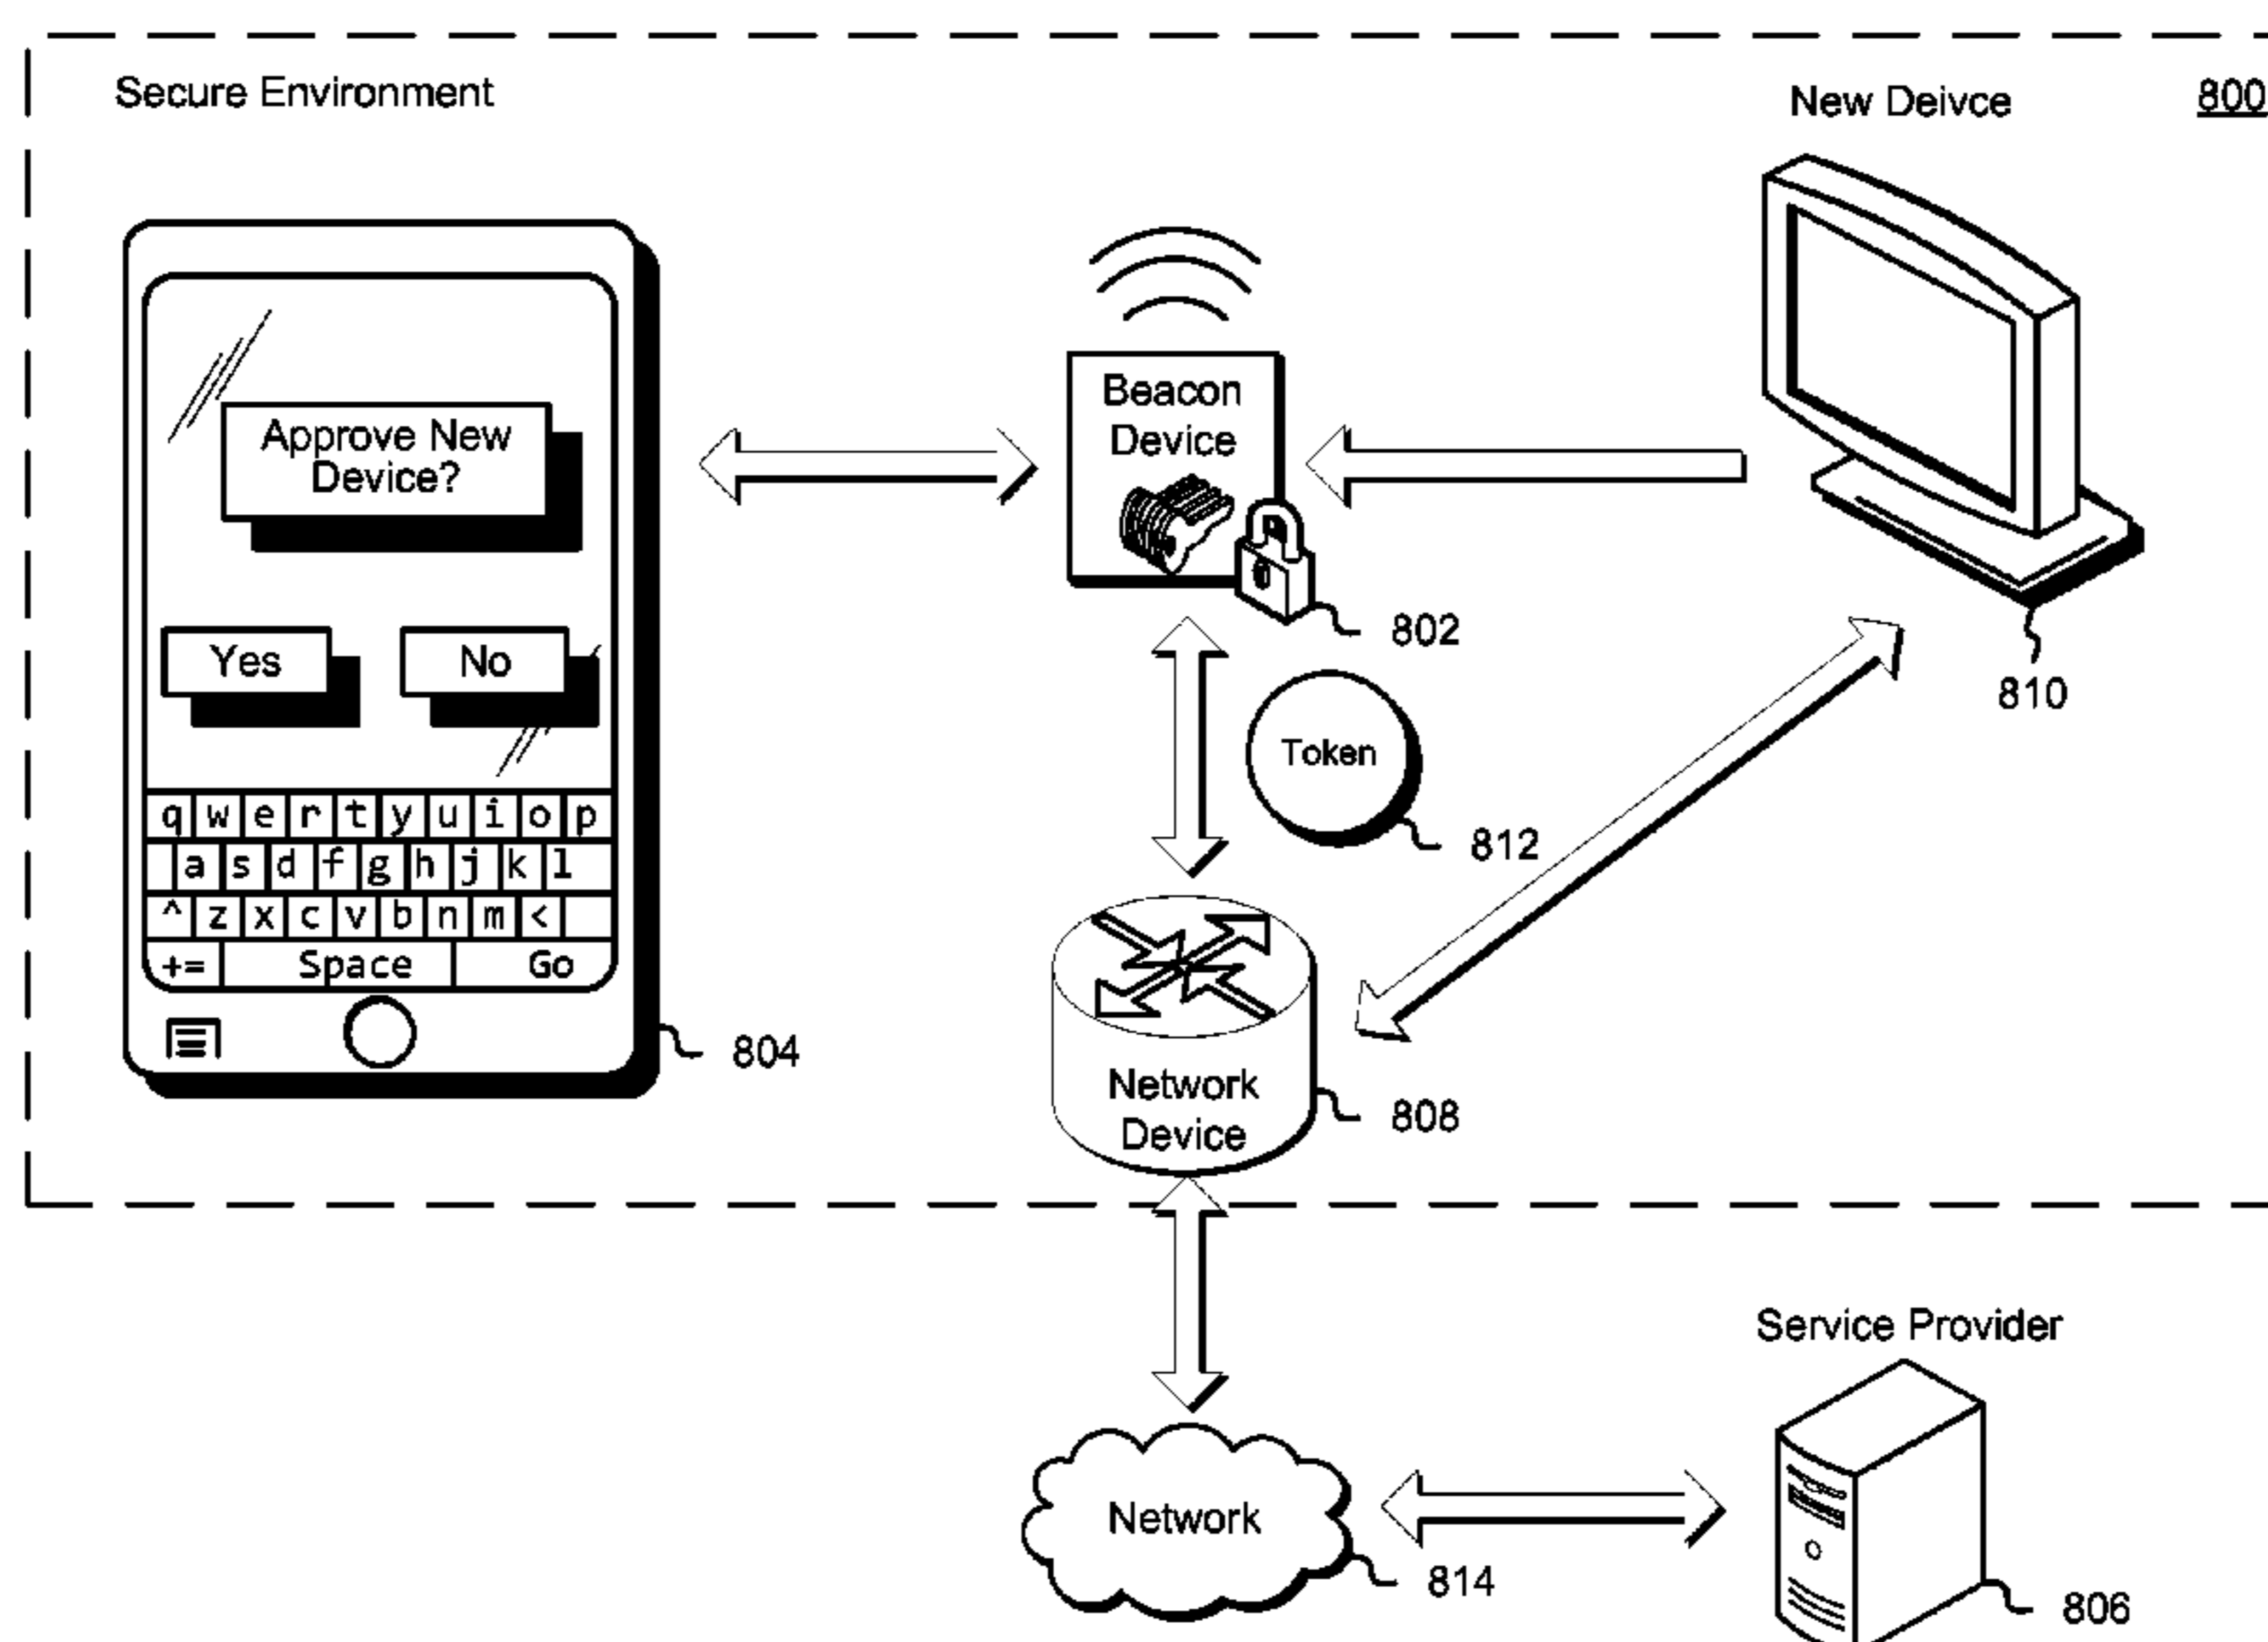 Secure Environment
New Deivce
800
Approve New
Device?
Yes
No
q w e r t y u i o p
a s d f g h j k l
^ z x c v b n m <
+= Space Go
804
Beacon
Device
802
810
Token
812
Network
Device
808
Service Provider
Network
814
806